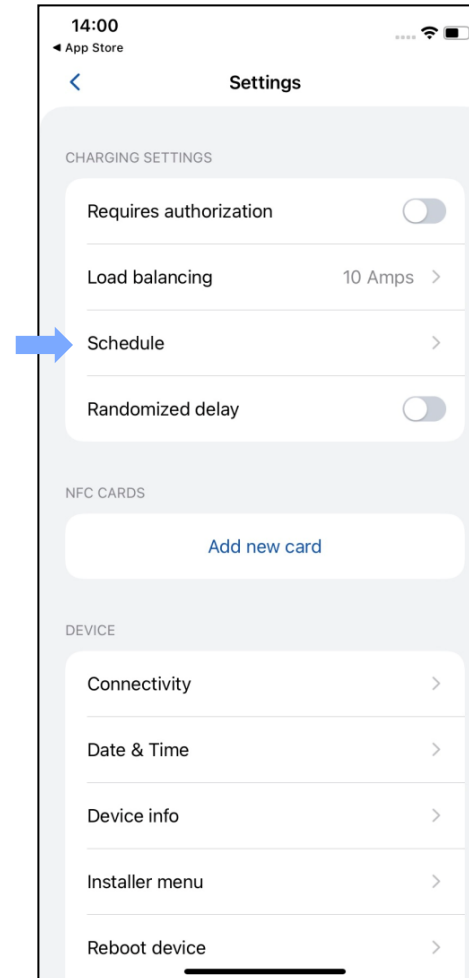 14:00
◀ App Store
Settings
CHARGING SETTINGS
Requires authorization
Load balancing 10 Amps
Schedule
Randomized delay
NFC CARDS
Add new card
DEVICE
Connectivity
Date & Time
Device info
Installer menu
Reboot device